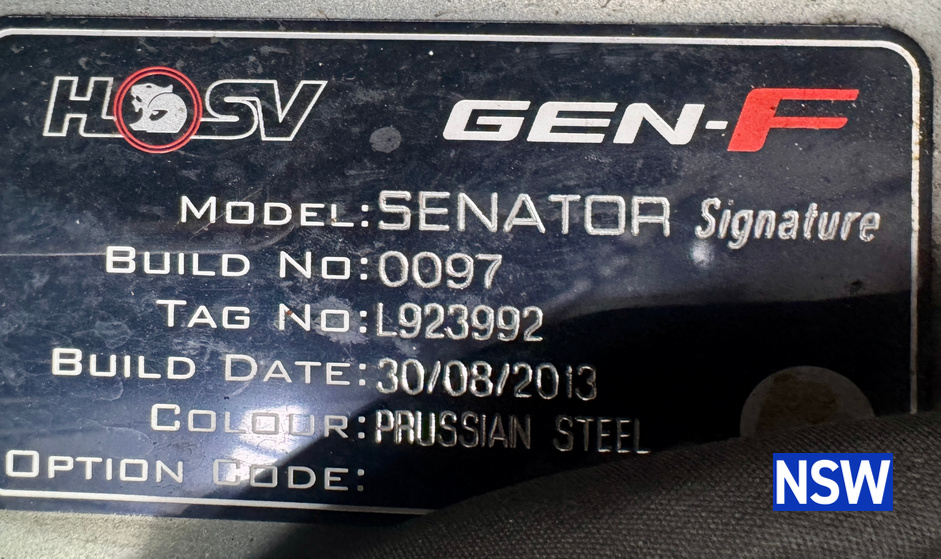 HSV GEN-F
MODEL: SENATOR Signature
BUILD NO: 0097
TAG NO: L923992
BUILD DATE: 30/08/2013
COLOUR: PRUSSIAN STEEL
OPTION CODE:
NSW